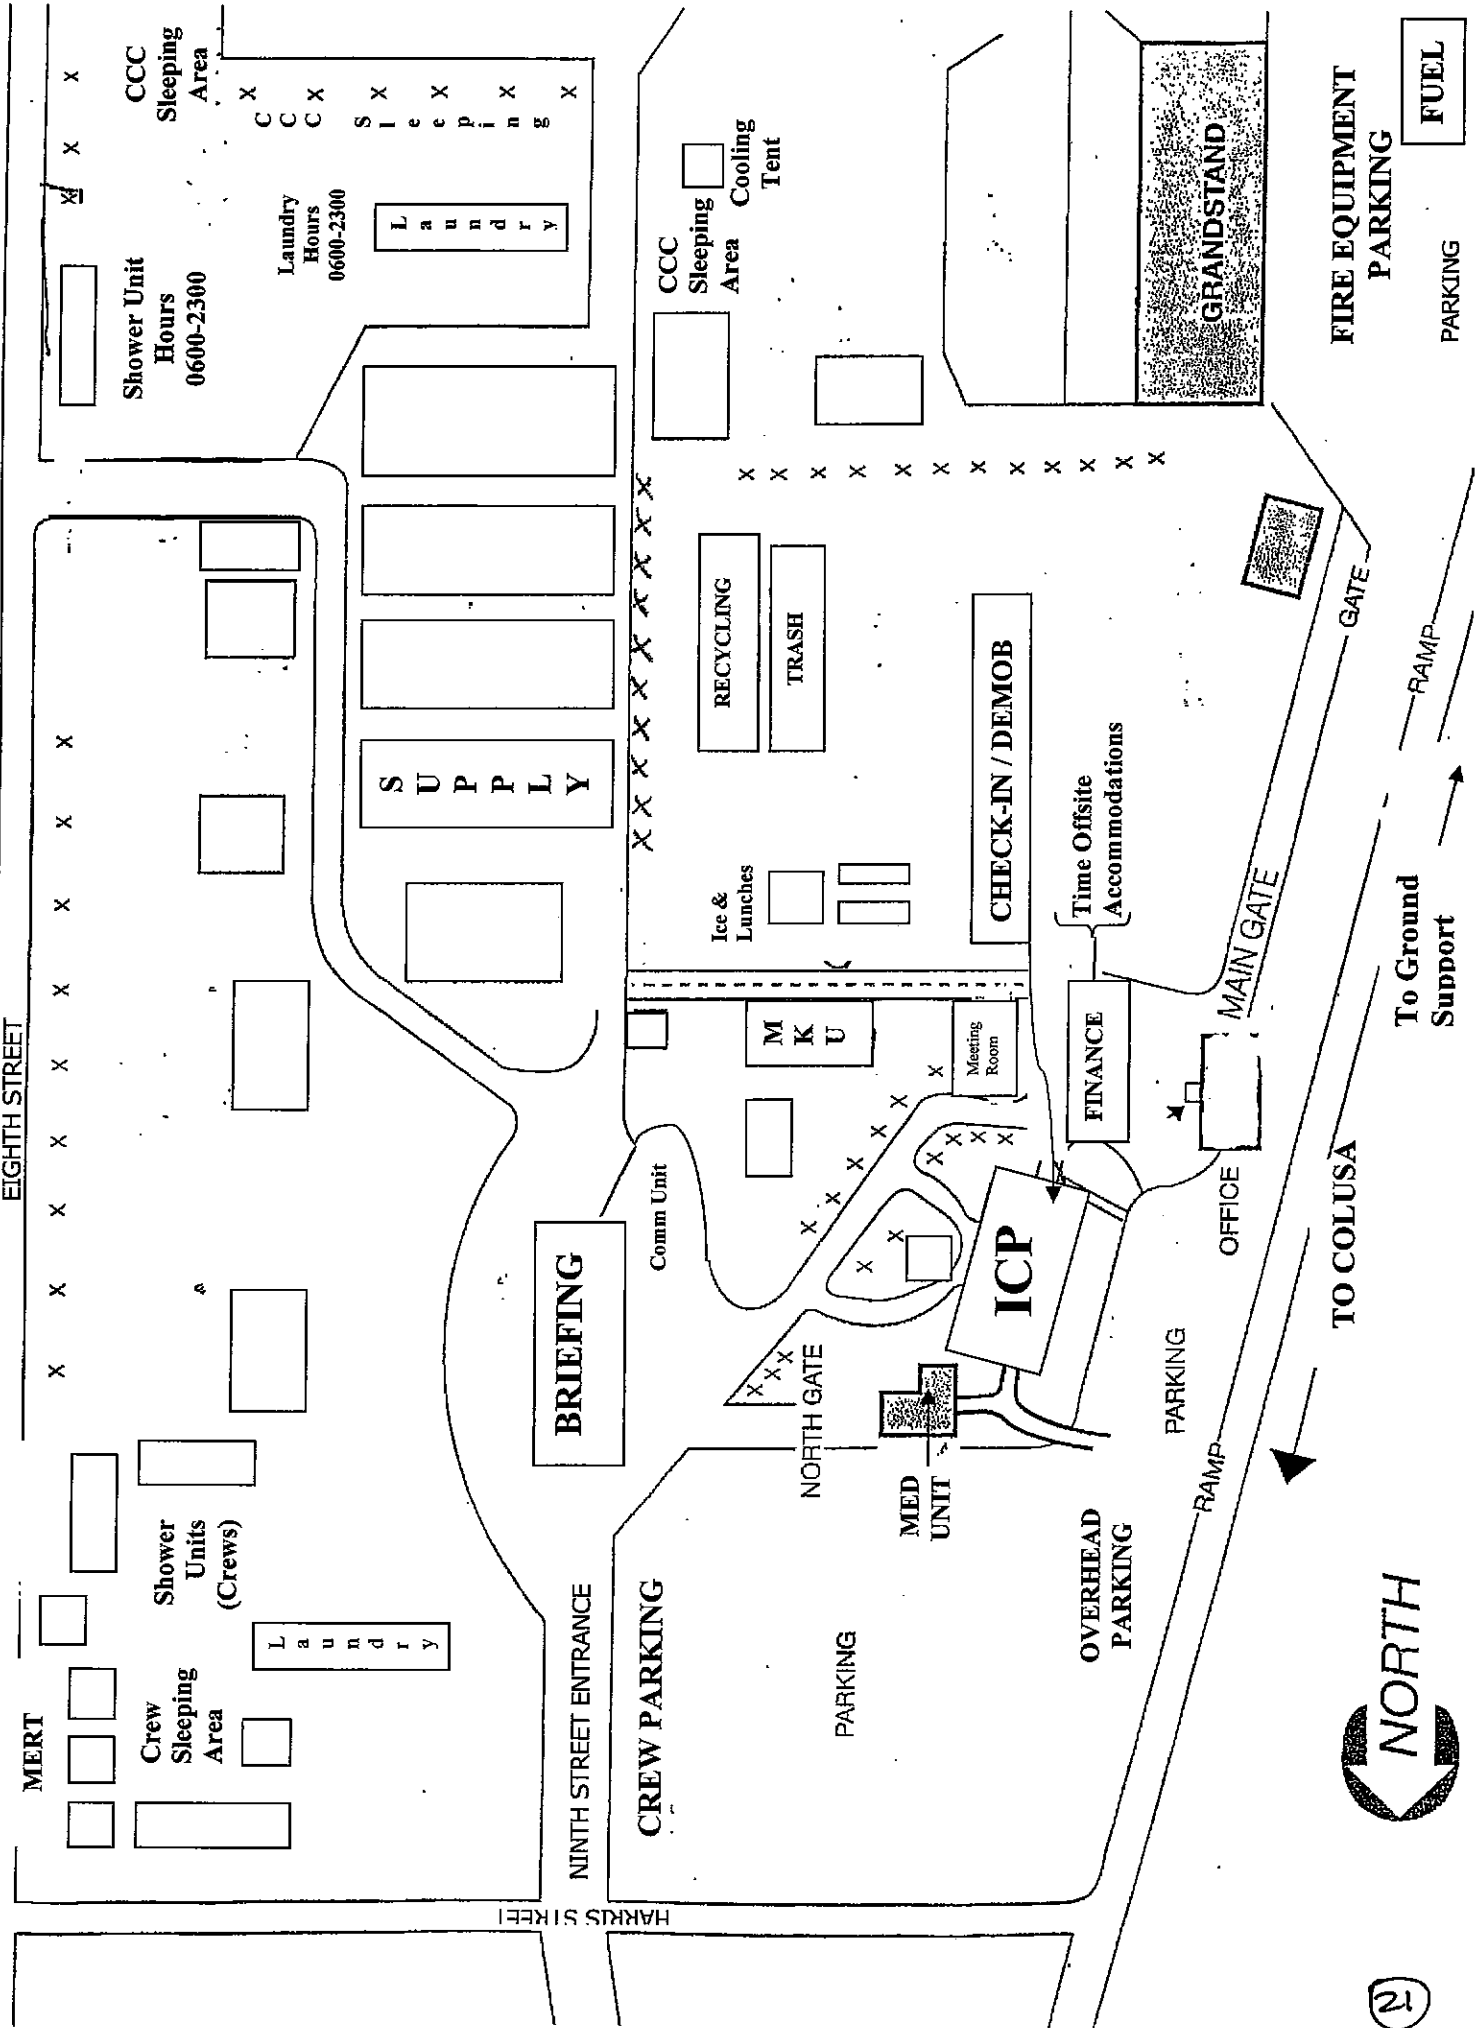 EIGHTH STREET
MERT
Crew
Sleeping
Area
Shower
Units
(Crews)
Laundry
Shower Unit
Hours
0600-2300
CCC
Sleeping
Area
CCC Sleeping
Laundry
Hours
0600-2300
Laundry
SUPPLY
HARRIS STREET
NINTH STREET ENTRANCE
BRIEFING
CREW PARKING
Comm Unit
CCC
Sleeping
Area
Cooling
Tent
RECYCLING
TRASH
Ice &
Lunches
MKU
Meeting
Room
NORTH GATE
PARKING
MED
UNIT
ICP
CHECK-IN / DEMOB
Time Offsite
Accommodations
FINANCE
OVERHEAD
PARKING
PARKING
OFFICE
MAIN GATE
GATE
GRANDSTAND
RAMP
RAMP
FIRE EQUIPMENT
PARKING
FUEL
PARKING
TO COLUSA
To Ground
Support
NORTH
21